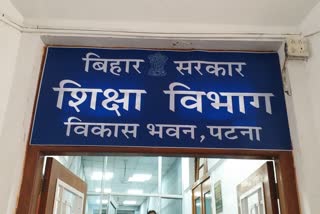 बिहार सरकार
शिक्षा विभाग
विकास भवन, पटना